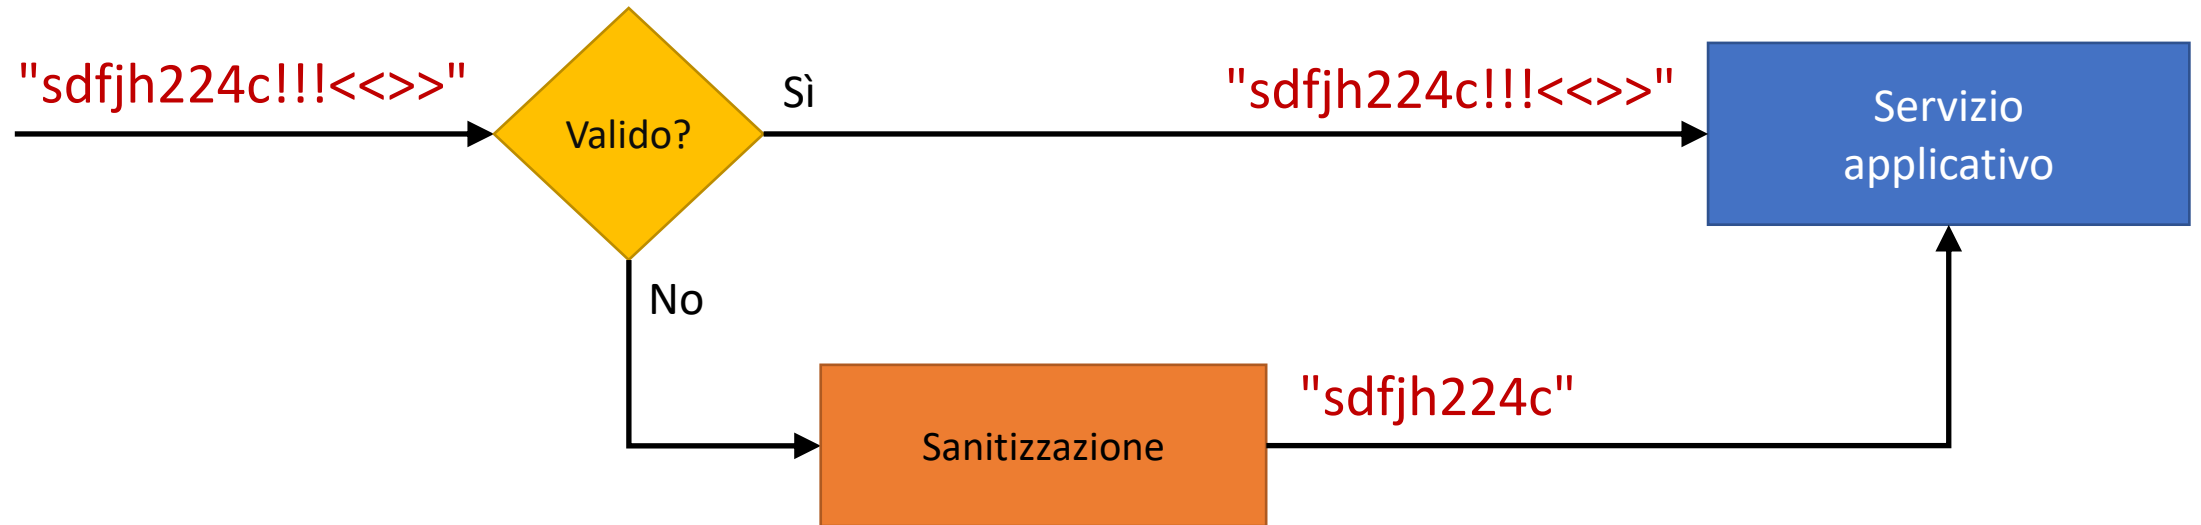 "sdfjh224c!!!<<>>"
Valido?
Sì
"sdfjh224c!!!<<>>"
Servizio
applicativo
No
Sanitizzazione
"sdfjh224c"